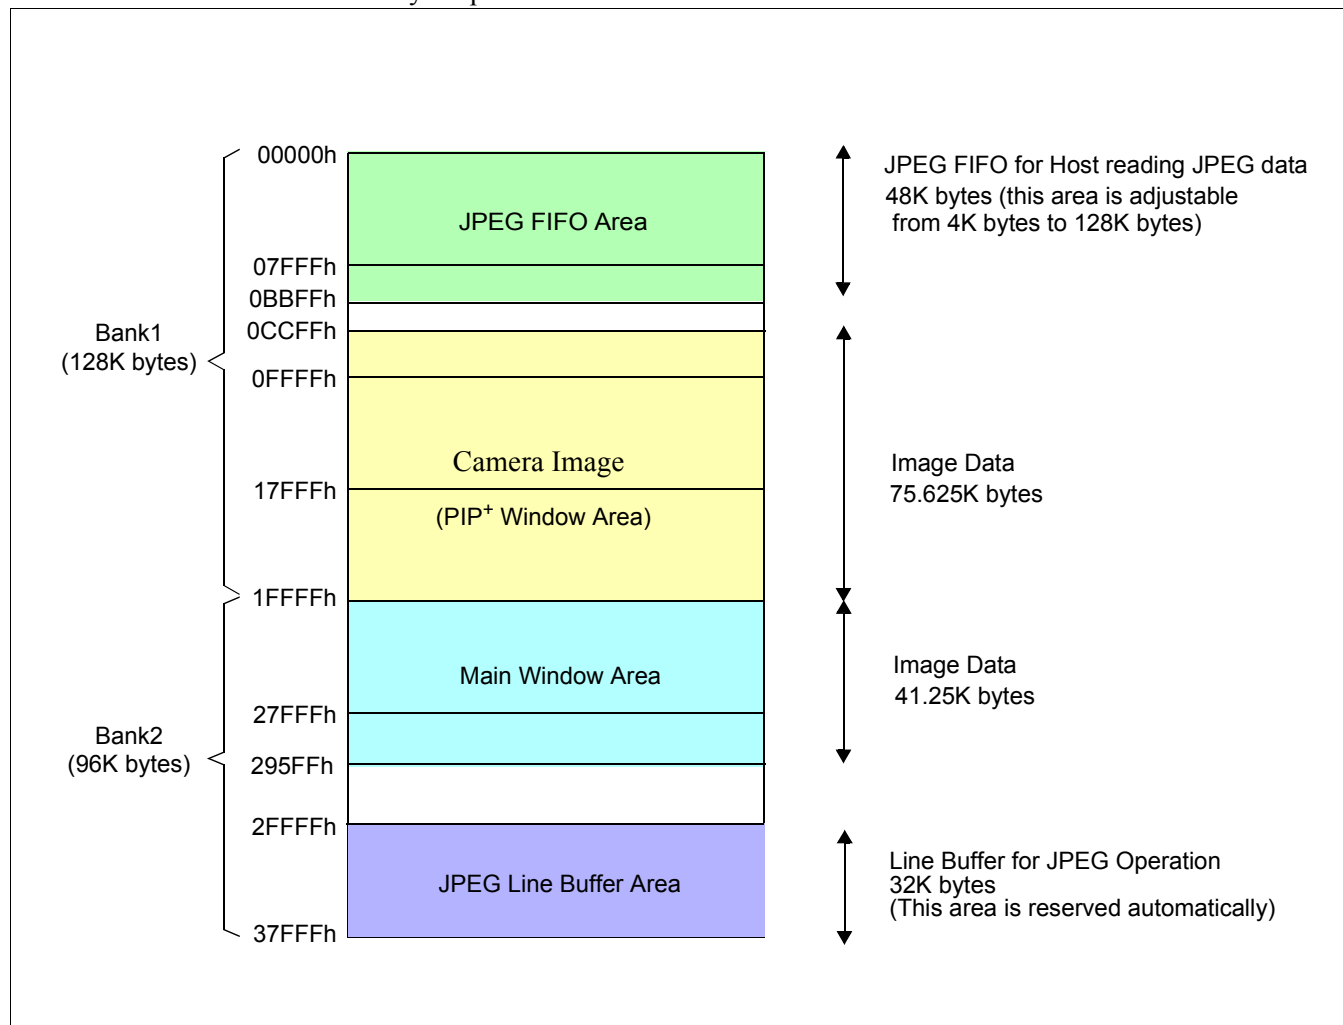 00000h
JPEG FIFO Area
07FFFh
0BBFFh
0CCFFh
0FFFFh
Camera Image
17FFFh
(PIP+ Window Area)
1FFFFh
Main Window Area
27FFFh
295FFh
2FFFFh
JPEG Line Buffer Area
37FFFh
Bank1
(128K bytes)
Bank2
(96K bytes)
JPEG FIFO for Host reading JPEG data
48K bytes (this area is adjustable
from 4K bytes to 128K bytes)
Image Data
75.625K bytes
Image Data
41.25K bytes
Line Buffer for JPEG Operation
32K bytes
(This area is reserved automatically)